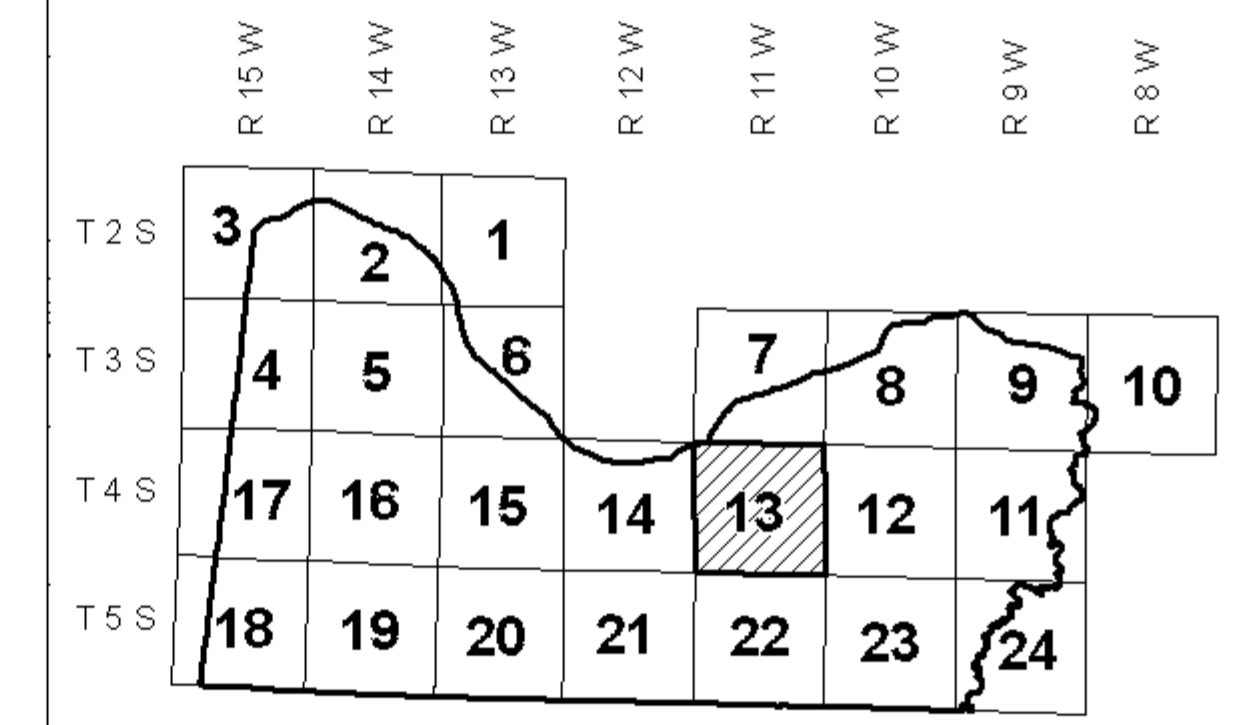 R 15 W R 14 W R 13 W R 12 W R 11 W R 10 W R 9 W R 8 W
T 2 S 3 2 1
T 3 S 4 5 6 7 8 9 10
T 4 S 17 16 15 14 13 12 11
T 5 S 18 19 20 21 22 23 24